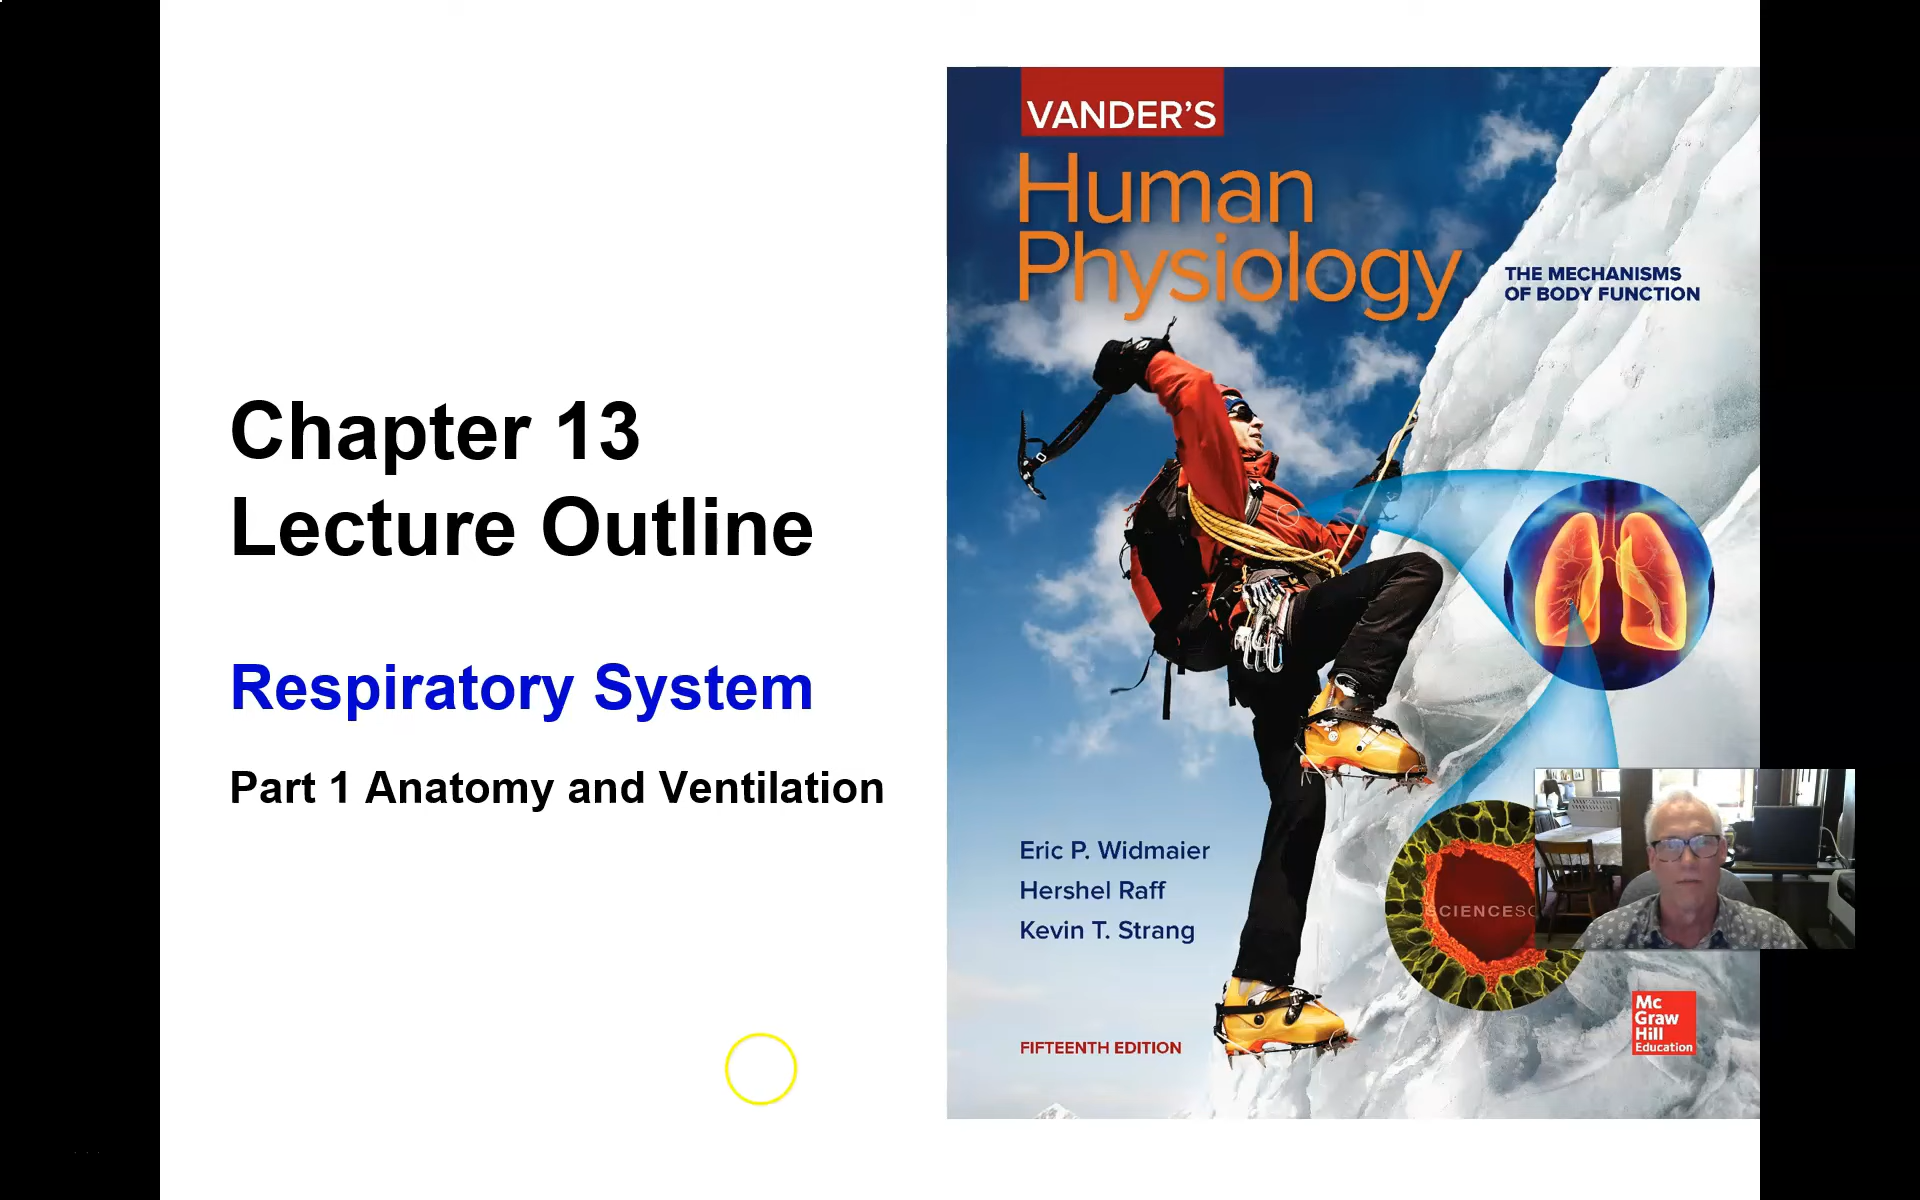 Chapter 13
Lecture Outline
Respiratory System
Part 1 Anatomy and Ventilation
VANDER'S
Human
Physiology
THE MECHANISMS
OF BODY FUNCTION
Eric P. Widmaier
Hershel Raff
Kevin T. Strang
SCIENCESO
FIFTEENTH EDITION
Mc
Graw
Hill
Education